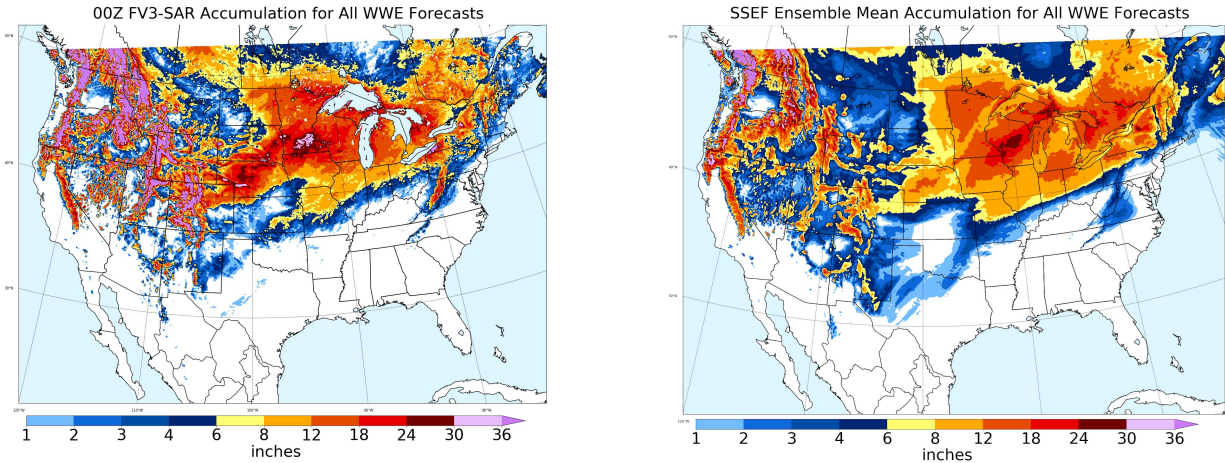 00Z FV3-SAR Accumulation for All WWE Forecasts
1 2 3 4 6 8 12 18 24 30 36
inches
SSEF Ensemble Mean Accumulation for All WWE Forecasts
1 2 3 4 6 8 12 18 24 30 36
inches